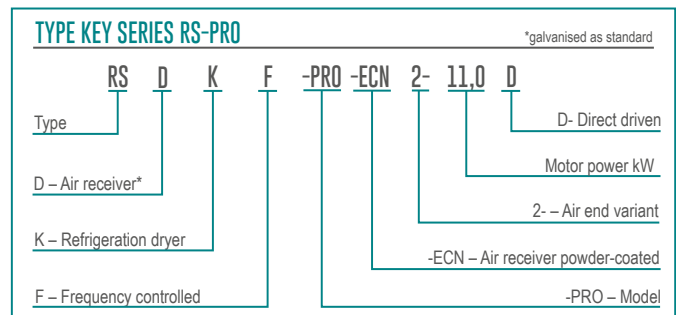 TYPE KEY SERIES RS-PRO
*galvanised as standard
RS D K F -PRO -ECN 2- 11,0 D
Type
D- Direct driven
Motor power kW
D – Air receiver*
2- – Air end variant
K – Refrigeration dryer
-ECN – Air receiver powder-coated
F – Frequency controlled
-PRO – Model